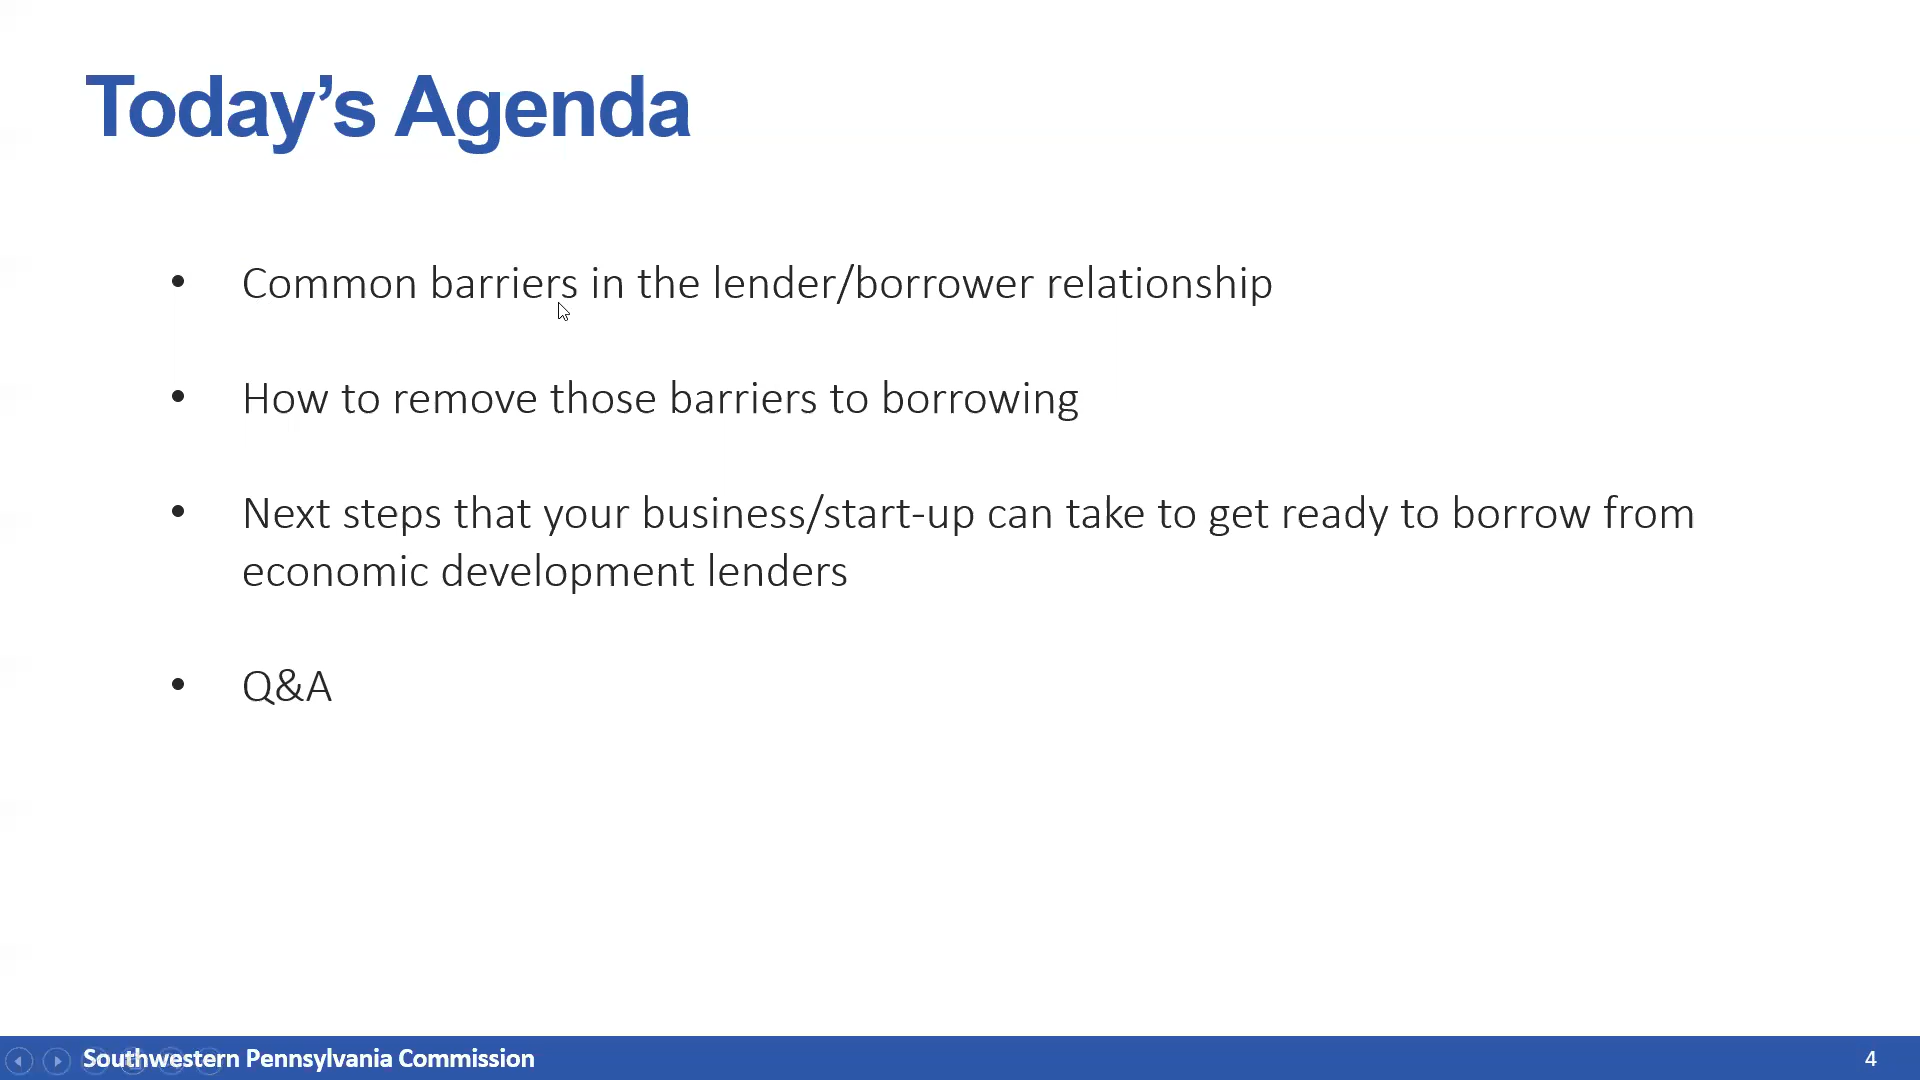 Today’s Agenda
• Common barriers in the lender/borrower relationship
• How to remove those barriers to borrowing
• Next steps that your business/start-up can take to get ready to borrow from
economic development lenders
• Q&A
Southwestern Pennsylvania Commission
4